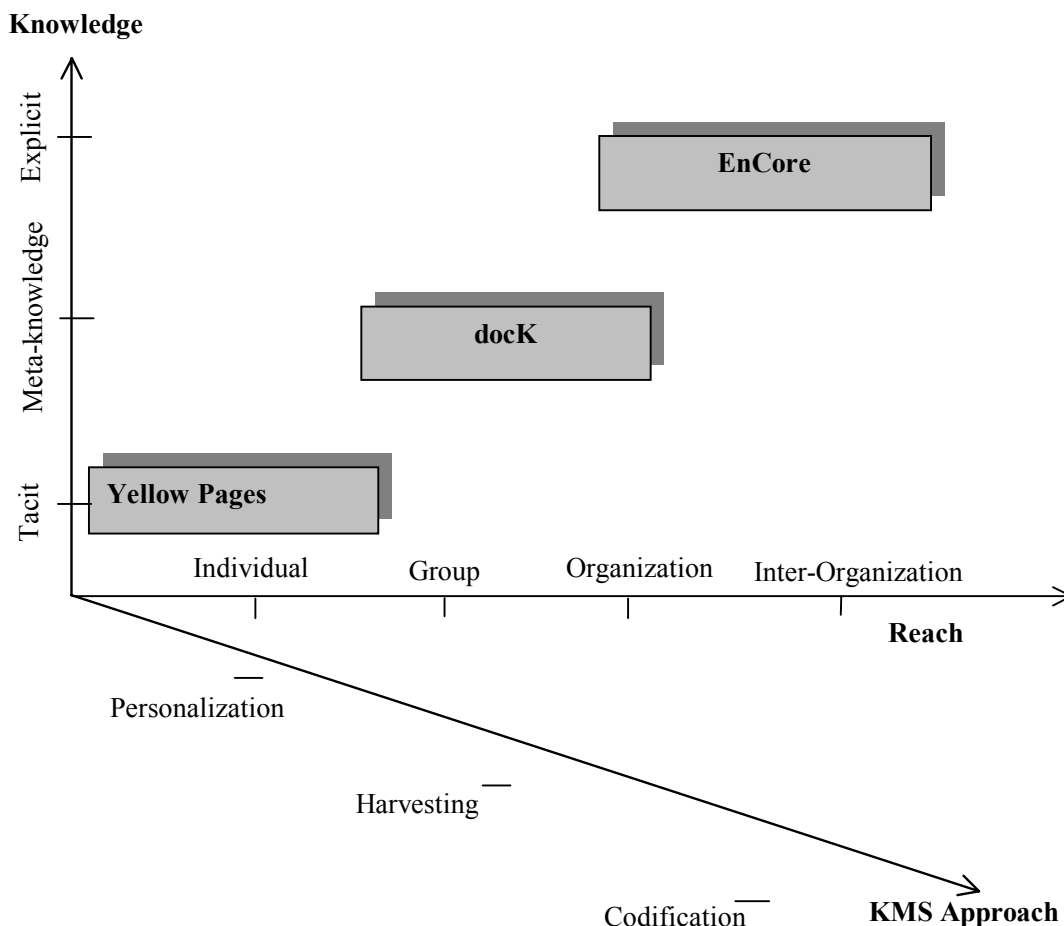 Knowledge
Explicit
EnCore
Meta-knowledge
docK
Tacit
Yellow Pages
Individual
Group
Organization
Inter-Organization
Reach
Personalization
Harvesting
Codification
KMS Approach